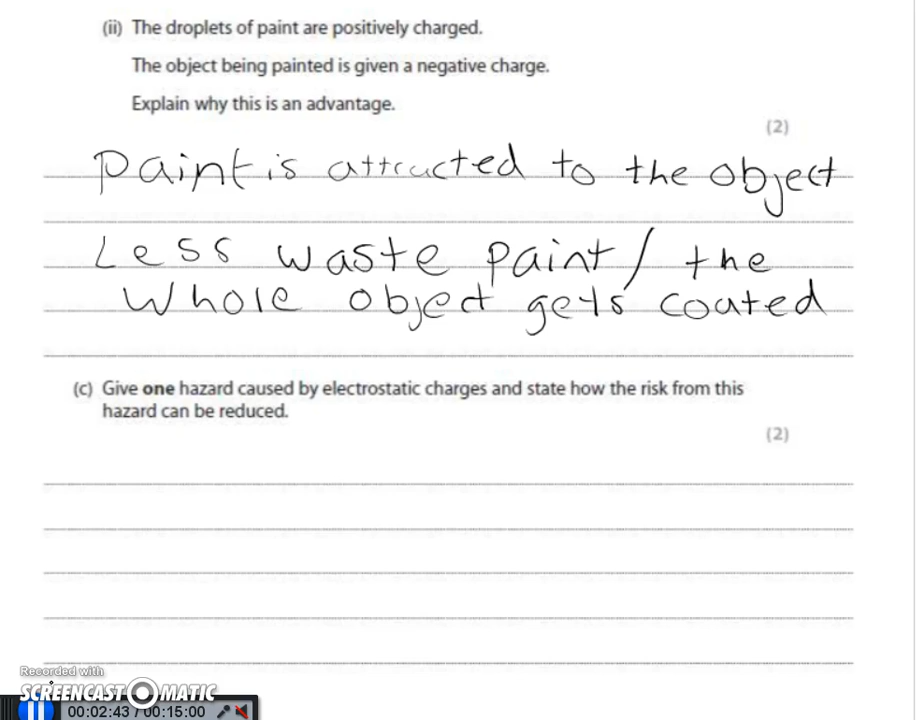 (ii) The droplets of paint are positively charged.
The object being painted is given a negative charge.
Explain why this is an advantage.
(2)
Paint is attracted to the object
Less waste paint/ the
whole object gets coated
(c) Give one hazard caused by electrostatic charges and state how the risk from this
hazard can be reduced.
(2)
Recorded with
SCREENCAST O MATIC
00:02:43 / 00:15:00